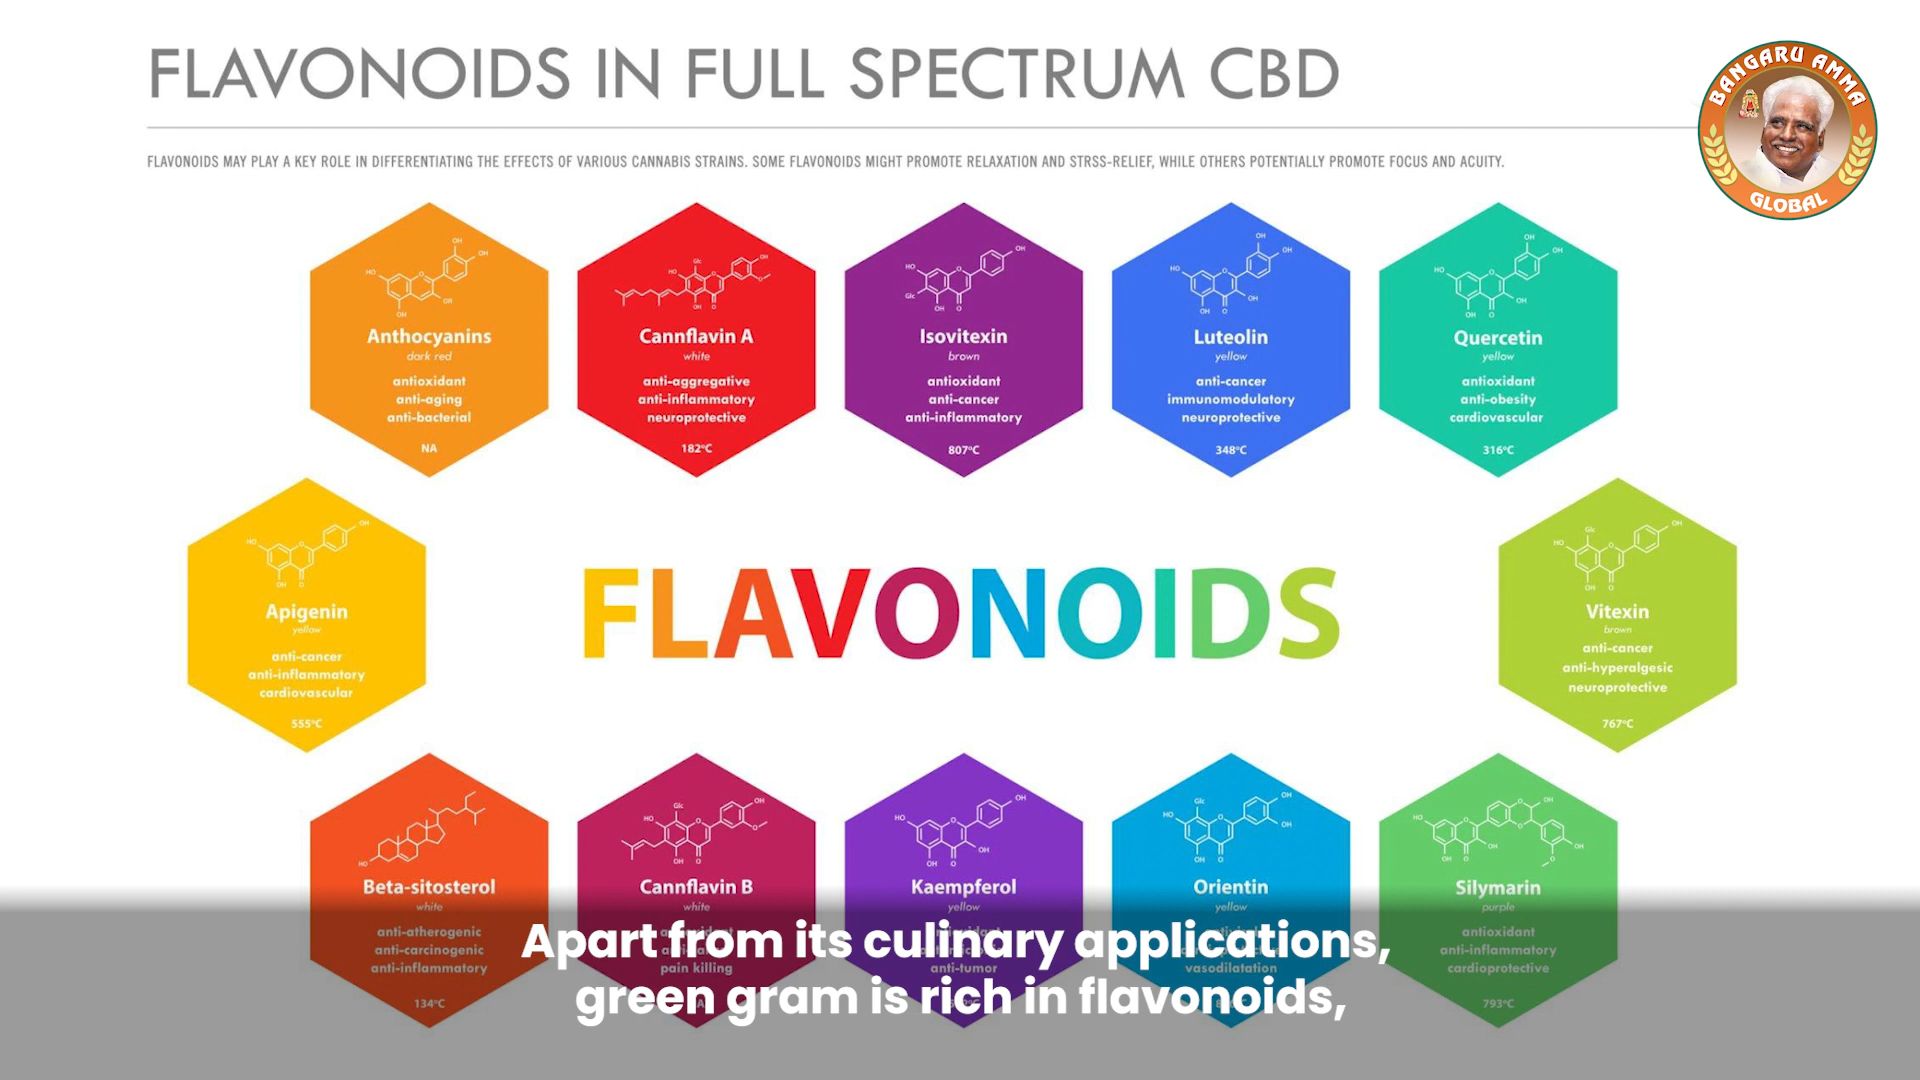 FLAVONOIDS IN FULL SPECTRUM CBD
BANGARU AMMA
GLOBAL
FLAVONOIDS MAY PLAY A KEY ROLE IN DIFFERENTIATING THE EFFECTS OF VARIOUS CANNABIS STRAINS. SOME FLAVONOIDS MIGHT PROMOTE RELAXATION AND STRSS-RELIEF, WHILE OTHERS POTENTIALLY PROMOTE FOCUS AND ACUITY.
Anthocyanins
dark red
antioxidant
anti-aging
anti-bacterial
NA
Cannflavin A
white
anti-aggregative
anti-inflammatory
neuroprotective
182°C
Isovitexin
brown
antioxidant
anti-cancer
anti-inflammatory
807°C
Luteolin
yellow
anti-cancer
immunomodulatory
neuroprotective
348°C
Quercetin
yellow
antioxidant
anti-obesity
cardiovascular
316°C
Apigenin
yellow
anti-cancer
anti-inflammatory
cardiovascular
555°C
FLAVONOIDS
Vitexin
brown
anti-cancer
anti-hyperalgesic
neuroprotective
767°C
Beta-sitosterol
white
anti-atherogenic
anti-carcinogenic
anti-inflammatory
134°C
Cannflavin B
white
pain killing
Kaempferol
yellow
anti-tumor
Orientin
yellow
vasodilatation
Silymarin
purple
antioxidant
anti-inflammatory
cardioprotective
793°C
Apart from its culinary applications,
green gram is rich in flavonoids,